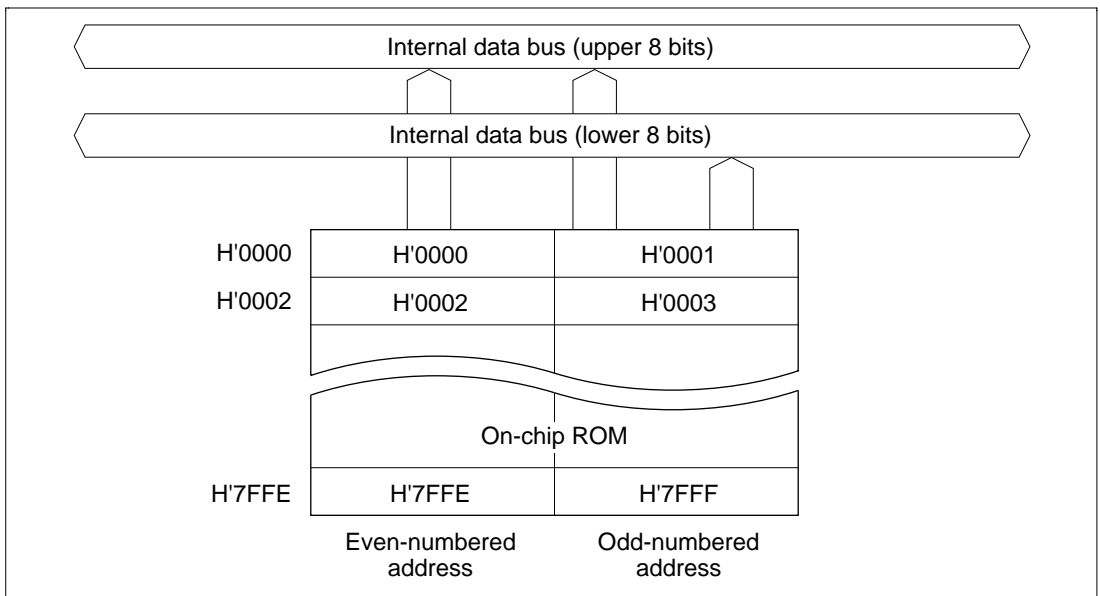 Internal data bus (upper 8 bits)
Internal data bus (lower 8 bits)
H'0000 H'0000 H'0001
H'0002 H'0002 H'0003
On-chip ROM
H'7FFE H'7FFE H'7FFF
Even-numbered address
Odd-numbered address